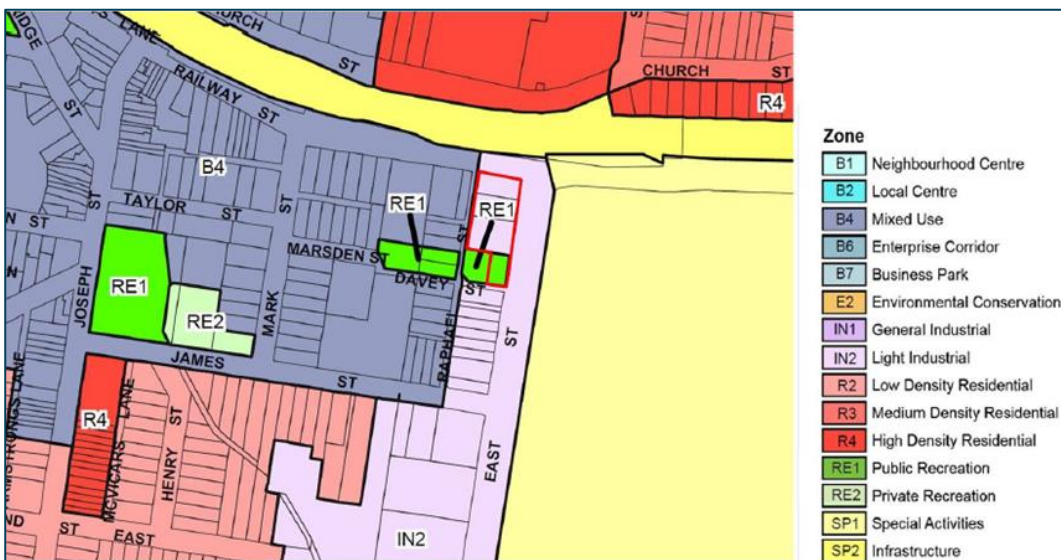 RIDGE
ST
LANE
CHURCH
ST
RAILWAY
ST
CHURCH ST
R4
B4
ST
ST
TAYLOR ST
RE1
RE1
ST
MARSDEN ST
DAVEY
ST
N ST
JOSEPH
RE1
RE2
MARK
RAPHAEL
ST
JAMES
ST
LANE
R4
LANE
MCVICARS
ST
HENRY
EAST
ST
EAST
IN2
Zone
B1 Neighbourhood Centre
B2 Local Centre
B4 Mixed Use
B6 Enterprise Corridor
B7 Business Park
E2 Environmental Conservation
IN1 General Industrial
IN2 Light Industrial
R2 Low Density Residential
R3 Medium Density Residential
R4 High Density Residential
RE1 Public Recreation
RE2 Private Recreation
SP1 Special Activities
SP2 Infrastructure